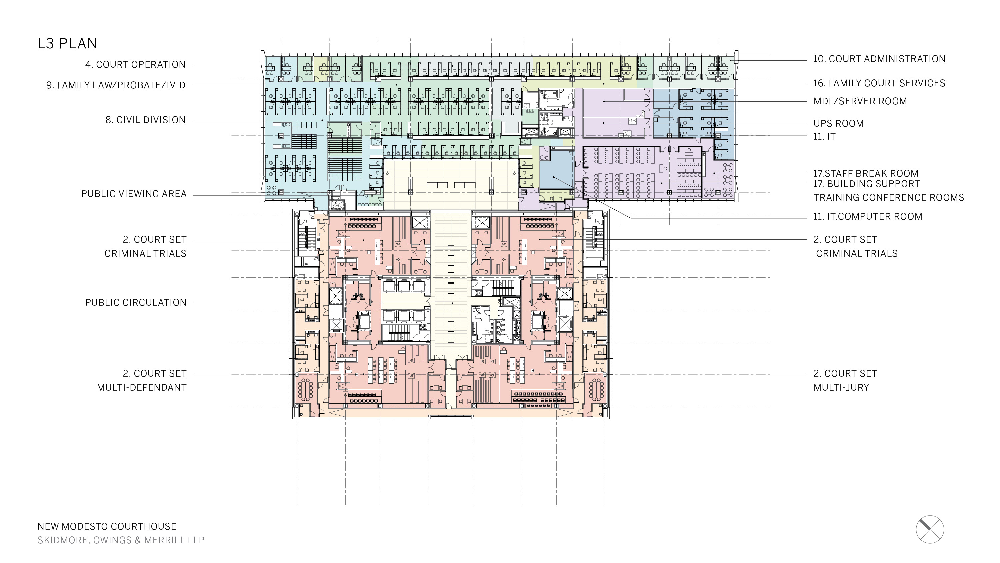 L3 PLAN
4. COURT OPERATION
9. FAMILY LAW/PROBATE/IV-D
8. CIVIL DIVISION
PUBLIC VIEWING AREA
2. COURT SET
CRIMINAL TRIALS
PUBLIC CIRCULATION
2. COURT SET
MULTI-DEFENDANT
10. COURT ADMINISTRATION
16. FAMILY COURT SERVICES
MDF/SERVER ROOM
UPS ROOM
11. IT
17.STAFF BREAK ROOM
17. BUILDING SUPPORT
TRAINING CONFERENCE ROOMS
11. IT.COMPUTER ROOM
2. COURT SET
CRIMINAL TRIALS
2. COURT SET
MULTI-JURY
NEW MODESTO COURTHOUSE
SKIDMORE, OWINGS & MERRILL LLP